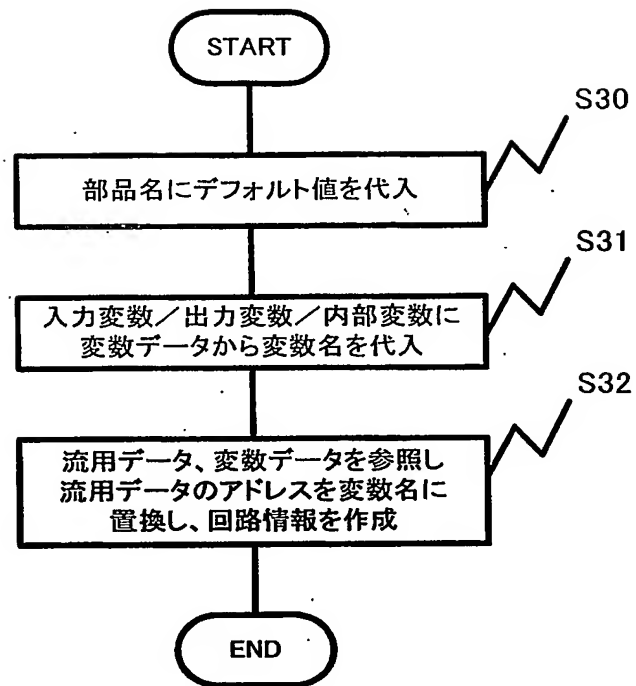 START
S30
部品名にデフォルト値を代入
S31
入力変数／出力変数／内部変数に
変数データから変数名を代入
S32
流用データ、変数データを参照し
流用データのアドレスを変数名に
置換し、回路情報を作成
END